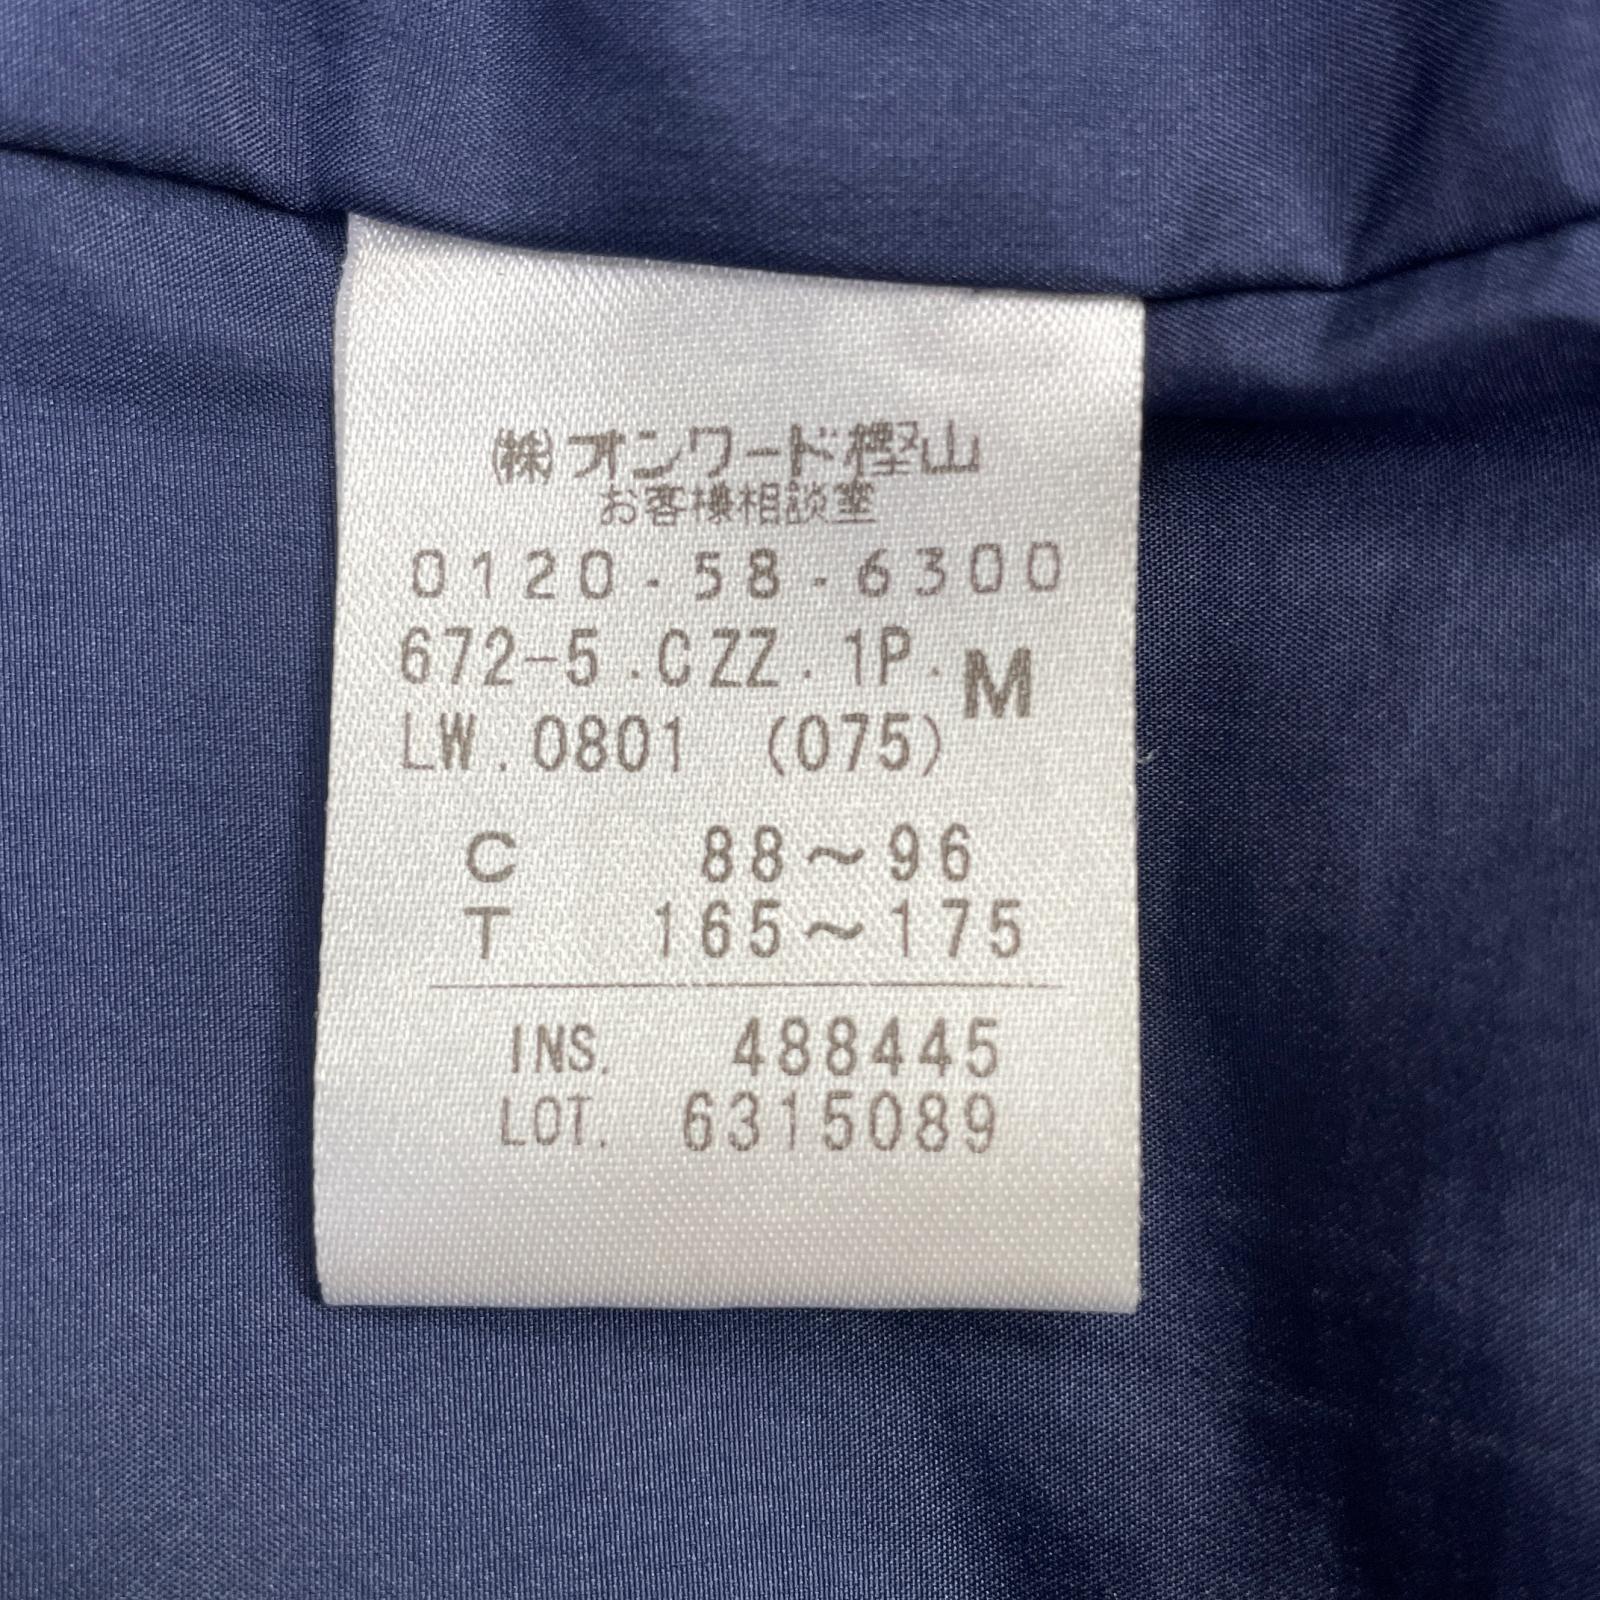 (株)オンワード樫山
お客様相談室
0120-58-6300
672-5.CZZ.1P. M
LW.0801 (075)
C 88～96
T 165～175
INS. 488445
LOT. 6315089